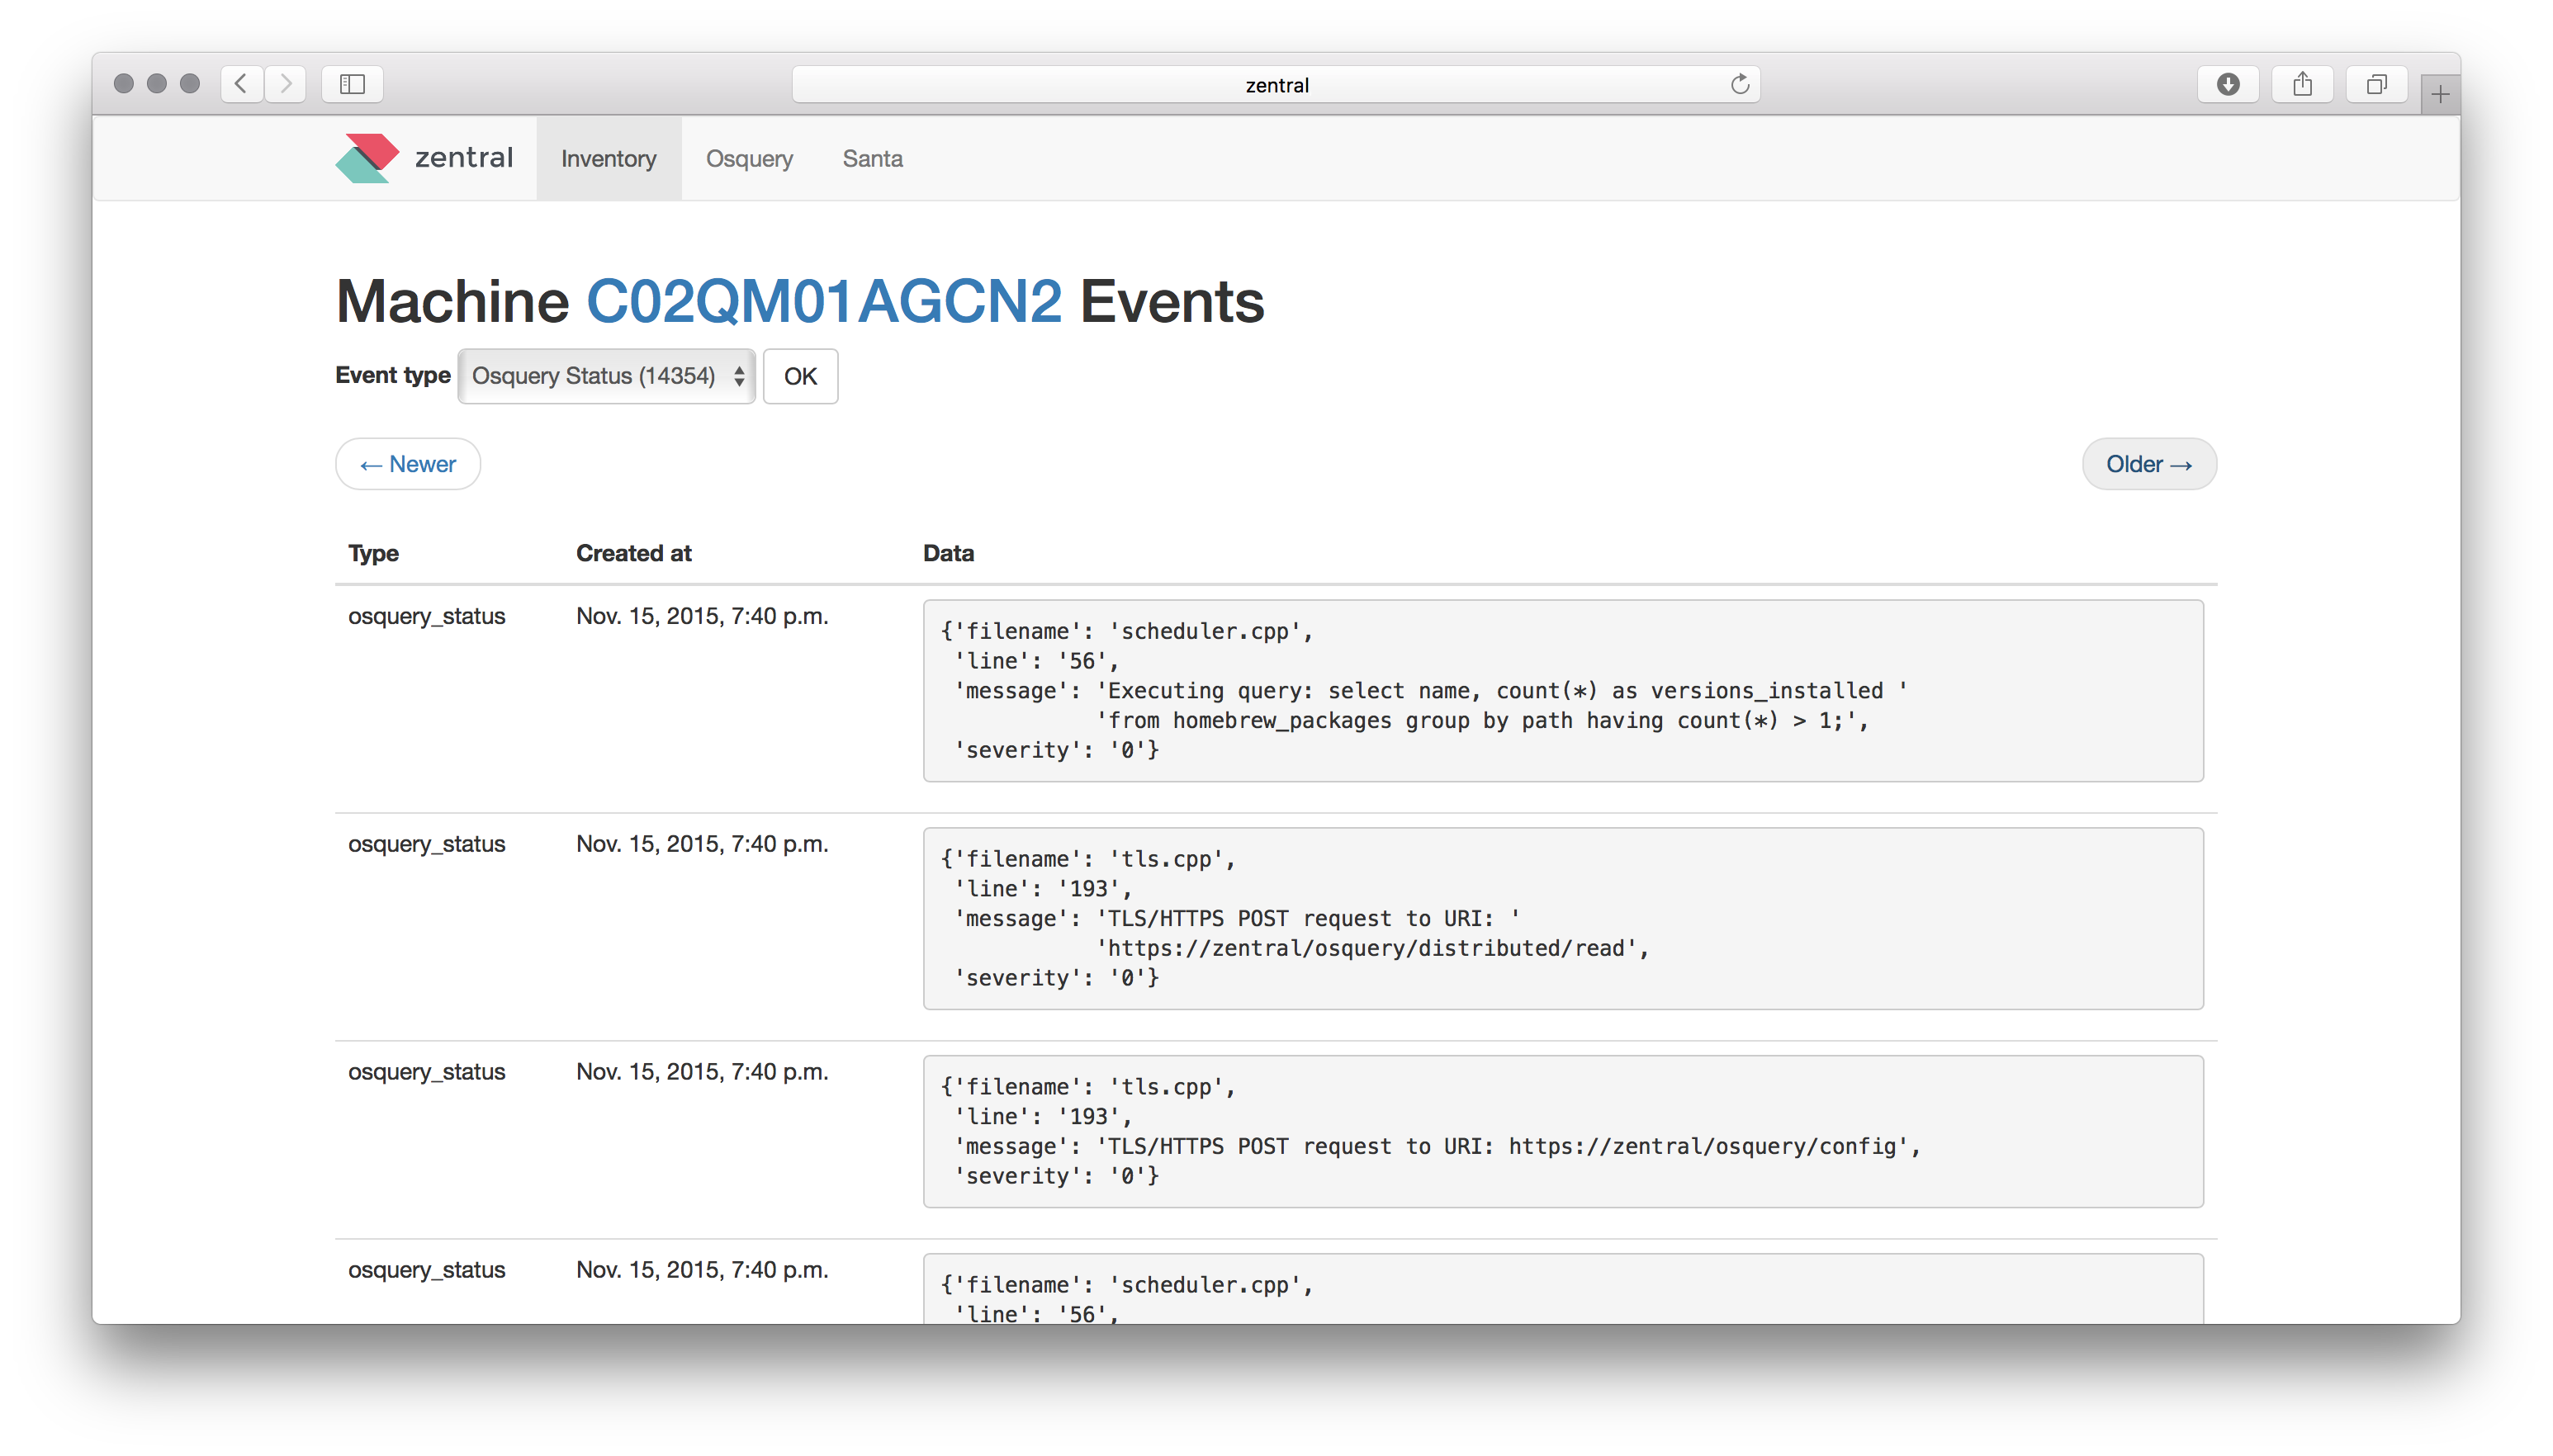 zentral
zentral Inventory Osquery Santa
Machine C02QM01AGCN2 Events
Event type Osquery Status (14354) OK
← Newer Older →
Type Created at Data
osquery_status Nov. 15, 2015, 7:40 p.m. {'filename': 'scheduler.cpp',
'line': '56',
'message': 'Executing query: select name, count(*) as versions_installed '
'from homebrew_packages group by path having count(*) > 1;',
'severity': '0'}
osquery_status Nov. 15, 2015, 7:40 p.m. {'filename': 'tls.cpp',
'line': '193',
'message': 'TLS/HTTPS POST request to URI: '
'https://zentral/osquery/distributed/read',
'severity': '0'}
osquery_status Nov. 15, 2015, 7:40 p.m. {'filename': 'tls.cpp',
'line': '193',
'message': 'TLS/HTTPS POST request to URI: https://zentral/osquery/config',
'severity': '0'}
osquery_status Nov. 15, 2015, 7:40 p.m. {'filename': 'scheduler.cpp',
'line': '56',